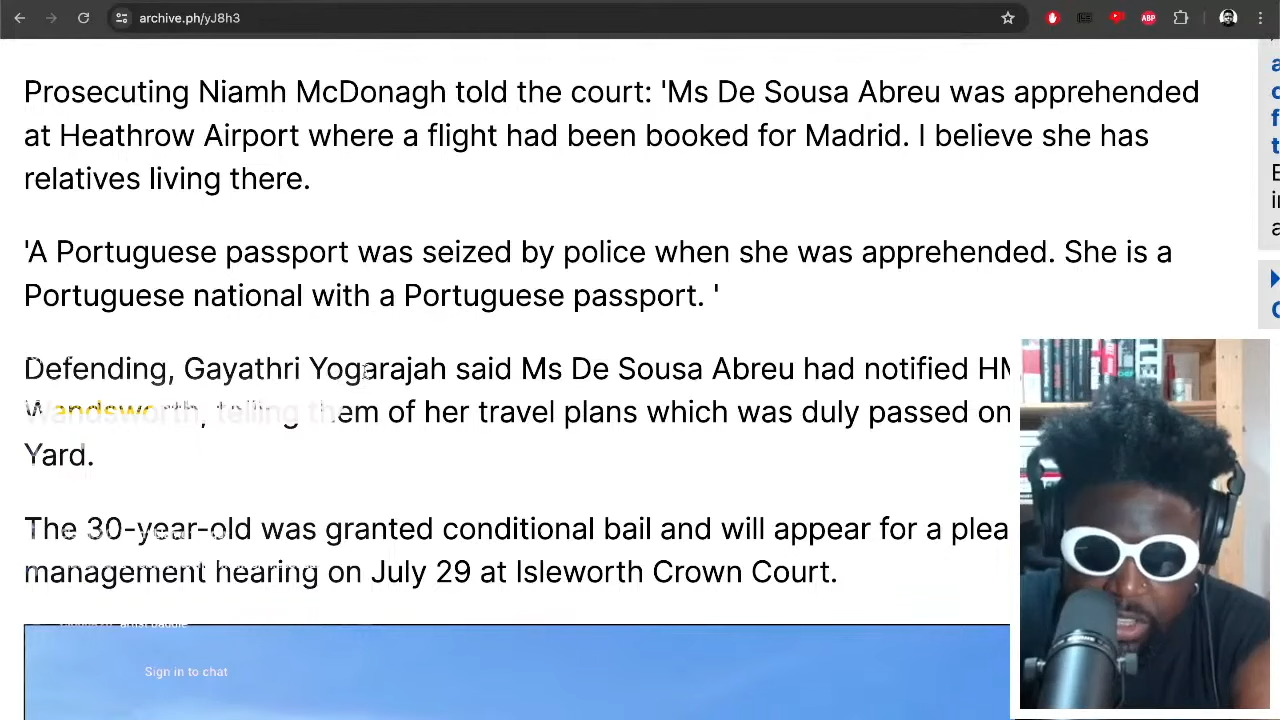 archive.ph/yJ8h3
ABP
Prosecuting Niamh McDonagh told the court: 'Ms De Sousa Abreu was apprehended
at Heathrow Airport where a flight had been booked for Madrid. I believe she has
relatives living there.
'A Portuguese passport was seized by police when she was apprehended. She is a
Portuguese national with a Portuguese passport. '
Defending, Gayathri Yogarajah said Ms De Sousa Abreu had notified HM
Wandsworth, telling them of her travel plans which was duly passed on
Yard.
The 30-year-old was granted conditional bail and will appear for a plea
management hearing on July 29 at Isleworth Crown Court.
Sign in to chat